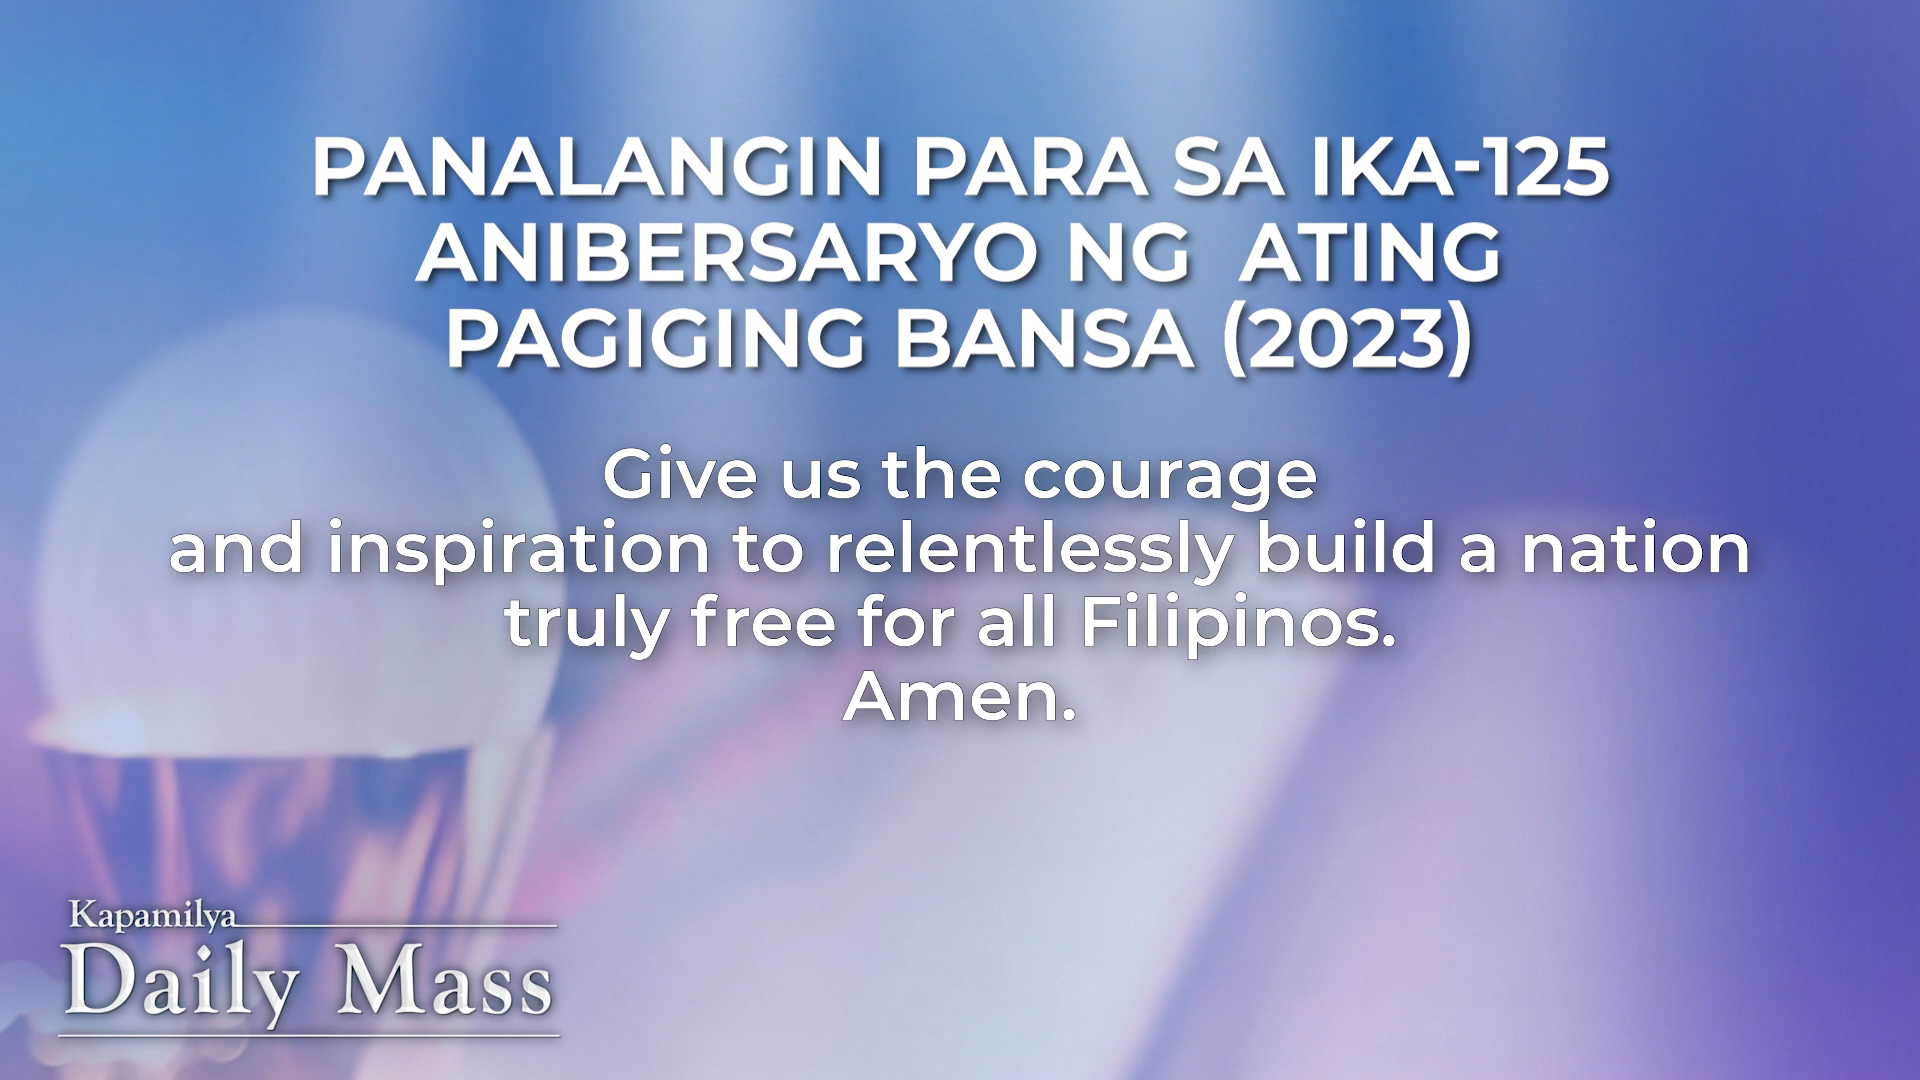 PANALANGIN PARA SA IKA-125
ANIBERSARYO NG ATING
PAGIGING BANSA (2023)
Give us the courage
and inspiration to relentlessly build a nation
truly free for all Filipinos.
Amen.
Kapamilya
Daily Mass